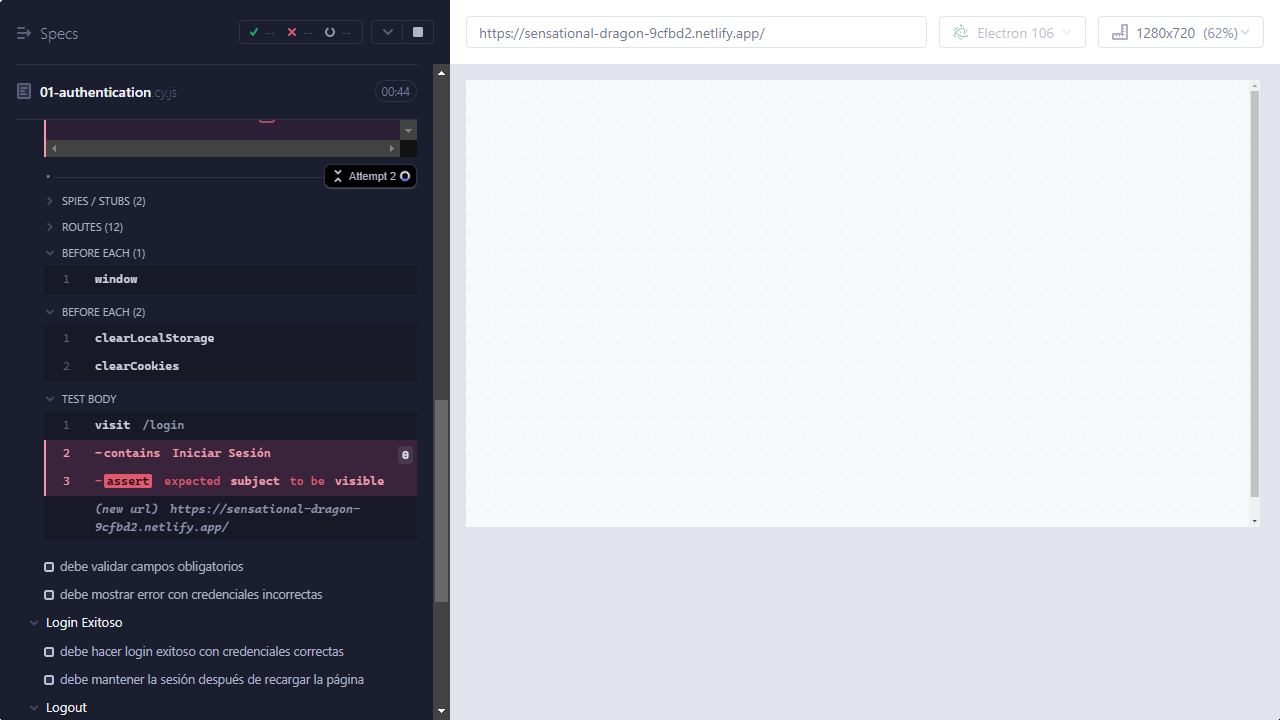 Specs
-- -- --
https://sensational-dragon-9cfbd2.netlify.app/
Electron 106
1280x720 (62%)
01-authentication.cy.js
00:44
Attempt 2
SPIES / STUBS (2)
ROUTES (12)
BEFORE EACH (1)
1 window
BEFORE EACH (2)
1 clearLocalStorage
2 clearCookies
TEST BODY
1 visit /login
2 -contains Iniciar Sesión 0
3 -assert expected subject to be visible
(new url) https://sensational-dragon-
9cfbd2.netlify.app/
debe validar campos obligatorios
debe mostrar error con credenciales incorrectas
Login Exitoso
debe hacer login exitoso con credenciales correctas
debe mantener la sesión después de recargar la página
Logout